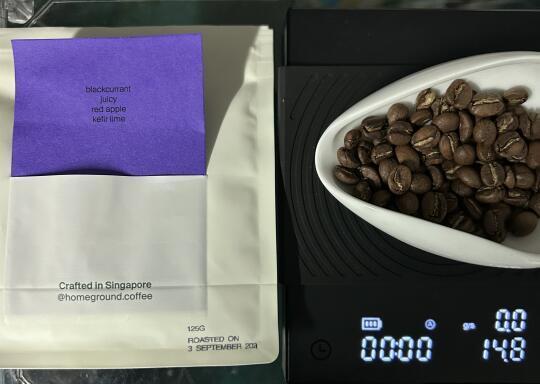 blackcurrant
juicy
red apple
kefir lime
Crafted in Singapore
@homeground.coffee
125G
ROASTED ON
3 SEPTEMBER
g/s 0.0
00:00 14.8